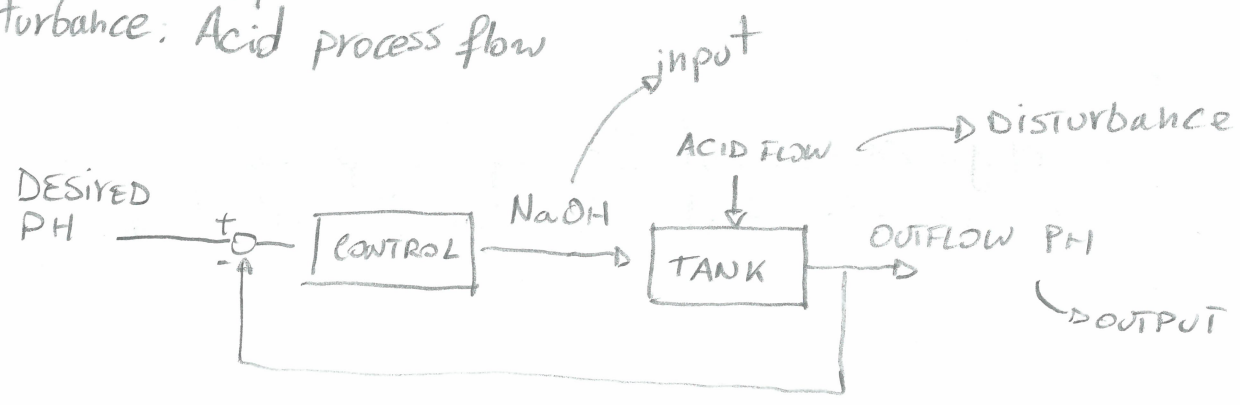 turbance: Acid process flow
input
ACID FLOW
Disturbance
DESIRED
PH
+
-
CONTROL
NaOH
TANK
OUTFLOW PH
OUTPUT